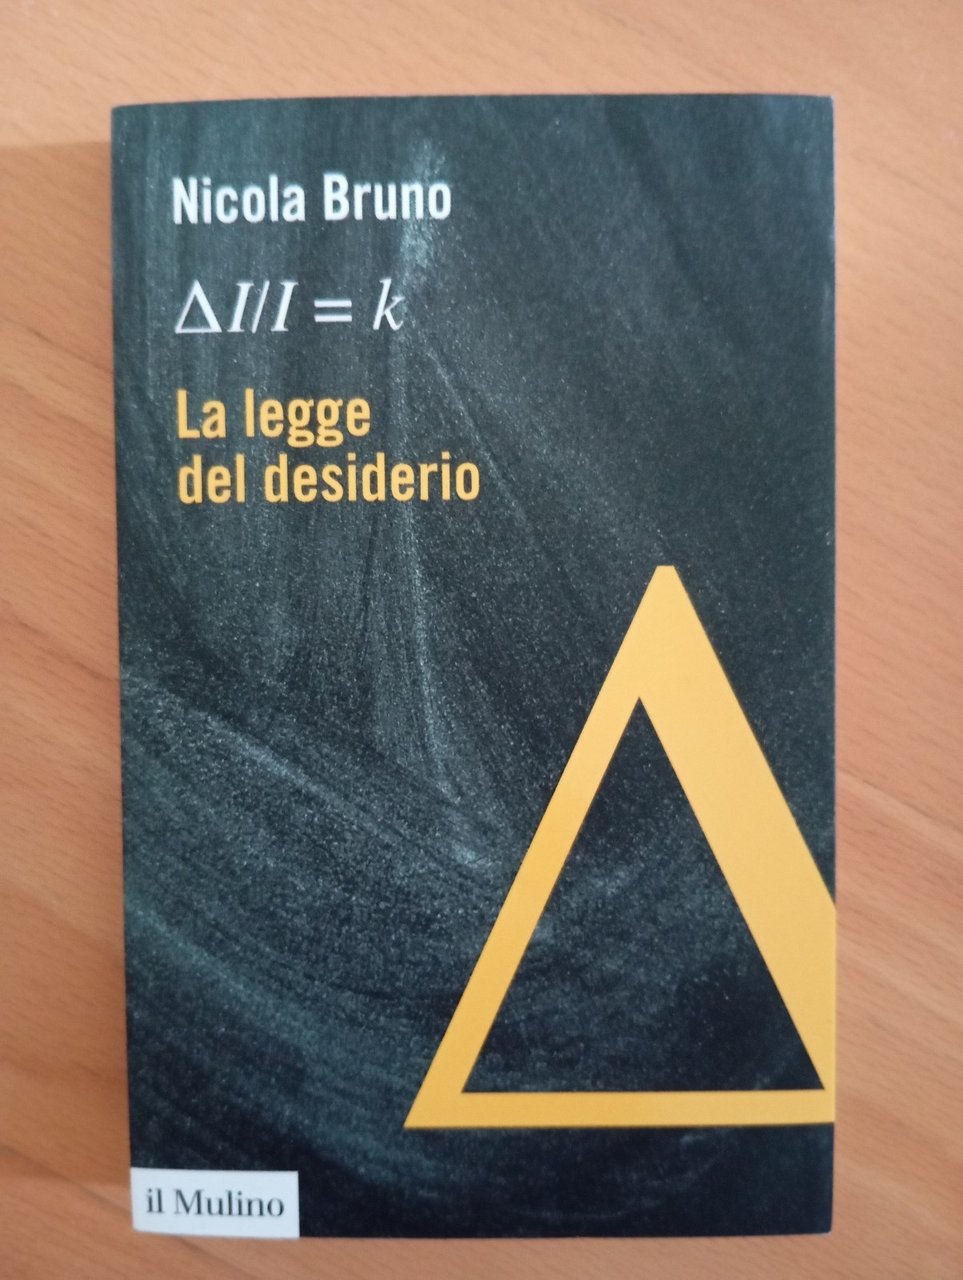 Nicola Bruno
ΔI/I = k
La legge
del desiderio
Δ
il Mulino